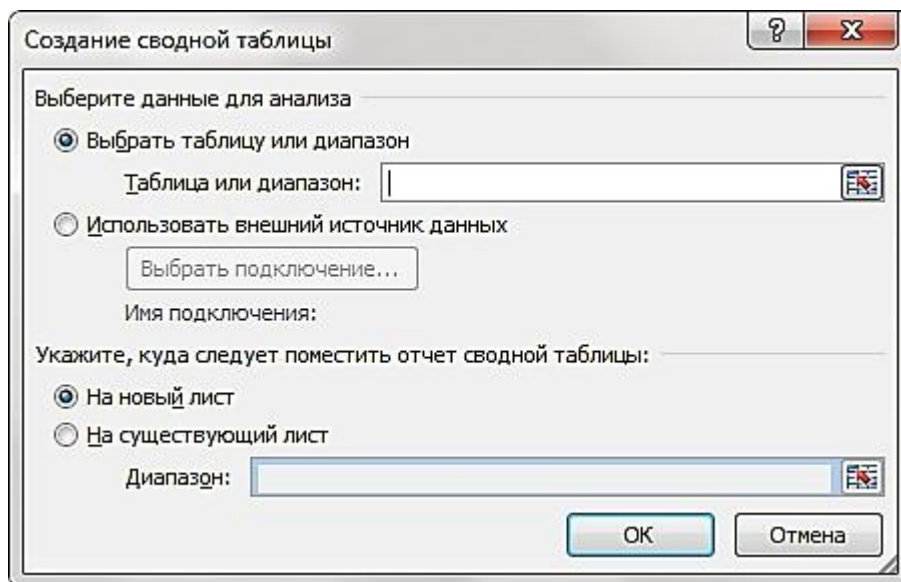 Создание сводной таблицы
Выберите данные для анализа
Выбрать таблицу или диапазон
Таблица или диапазон:
Использовать внешний источник данных
Выбрать подключение...
Имя подключения:
Укажите, куда следует поместить отчет сводной таблицы:
На новый лист
На существующий лист
Диапазон:
ОК Отмена